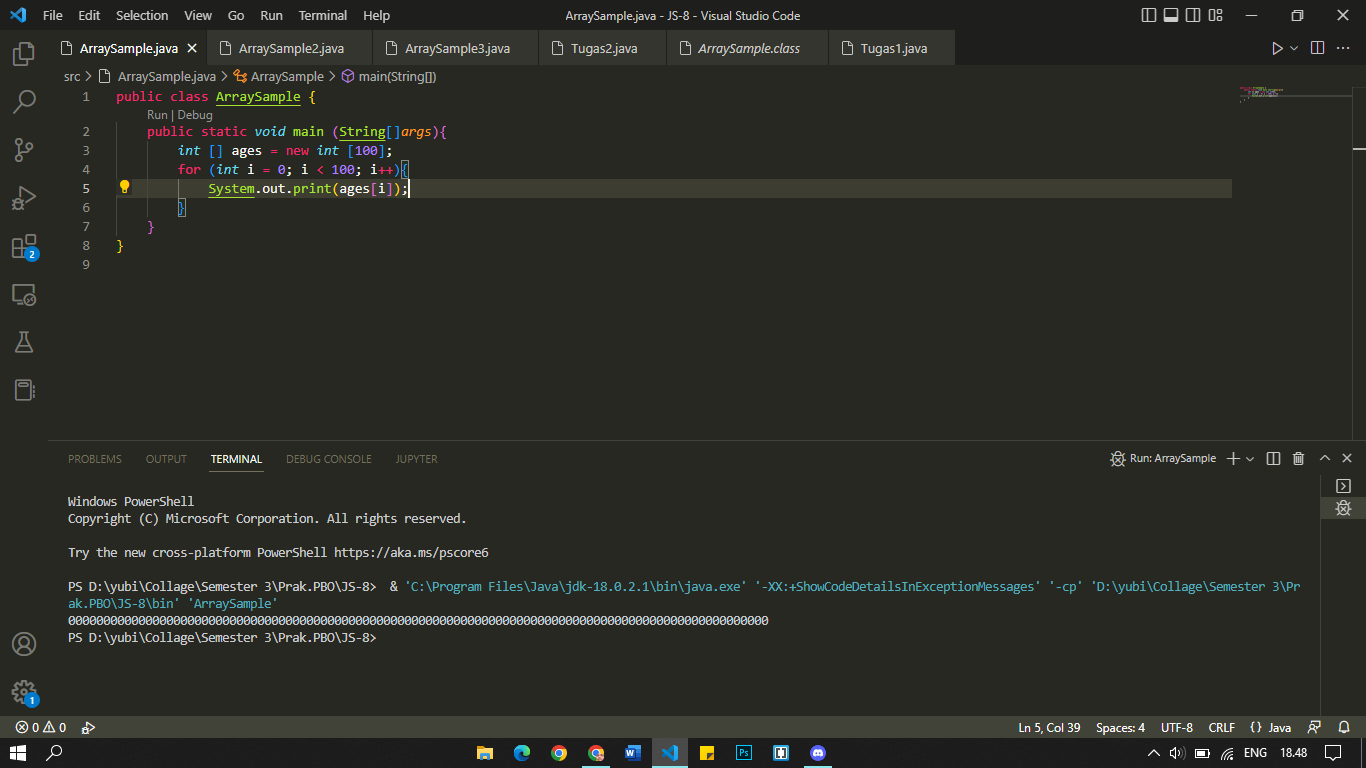 File Edit Selection View Go Run Terminal Help ArraySample.java - JS-8 - Visual Studio Code
ArraySample.java ArraySample2.java ArraySample3.java Tugas2.java ArraySample.class Tugas1.java
src > ArraySample.java > ArraySample > main(String[])
1 public class ArraySample {
Run | Debug
2 public static void main (String[]args){
3 int [] ages = new int [100];
4 for (int i = 0; i < 100; i++){
5 System.out.print(ages[i]);
6 }
7 }
8 }
9
2
PROBLEMS OUTPUT TERMINAL DEBUG CONSOLE JUPYTER Run: ArraySample
Windows PowerShell
Copyright (C) Microsoft Corporation. All rights reserved.
Try the new cross-platform PowerShell https://aka.ms/pscore6
PS D:\yubi\Collage\Semester 3\Prak.PBO\JS-8> & 'C:\Program Files\Java\jdk-18.0.2.1\bin\java.exe' '-XX:+ShowCodeDetailsInExceptionMessages' '-cp' 'D:\yubi\Collage\Semester 3\Pr
ak.PBO\JS-8\bin' 'ArraySample'
0000000000000000000000000000000000000000000000000000000000000000000000000000000000000000000000000000
PS D:\yubi\Collage\Semester 3\Prak.PBO\JS-8>
1
0 0 Ln 5, Col 39 Spaces: 4 UTF-8 CRLF {} Java
ENG 18.48